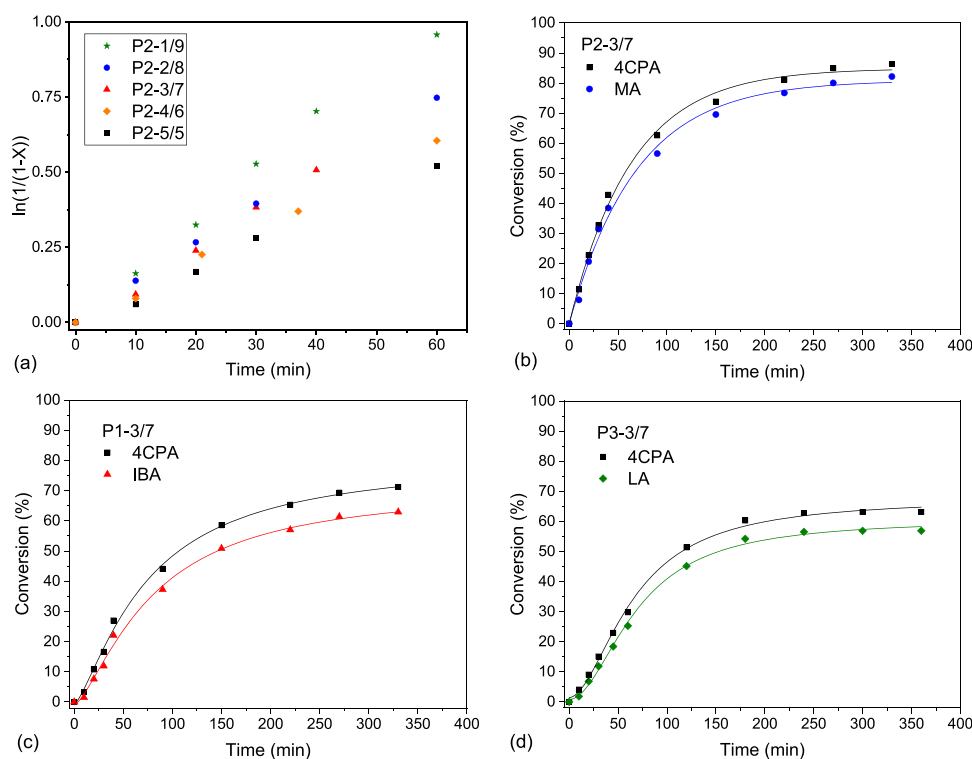 1.00
0.75
0.50
0.25
0.00
ln(1/(1-X))
P2-1/9
P2-2/8
P2-3/7
P2-4/6
P2-5/5
0 10 20 30 40 50 60
Time (min)
(a)
100
90
80
70
60
50
40
30
20
10
0
Conversion (%)
P2-3/7
4CPA
MA
0 50 100 150 200 250 300 350 400
Time (min)
(b)
100
90
80
70
60
50
40
30
20
10
0
Conversion (%)
P1-3/7
4CPA
IBA
0 50 100 150 200 250 300 350 400
Time (min)
(c)
100
90
80
70
60
50
40
30
20
10
0
Conversion (%)
P3-3/7
4CPA
LA
0 50 100 150 200 250 300 350 400
Time (min)
(d)